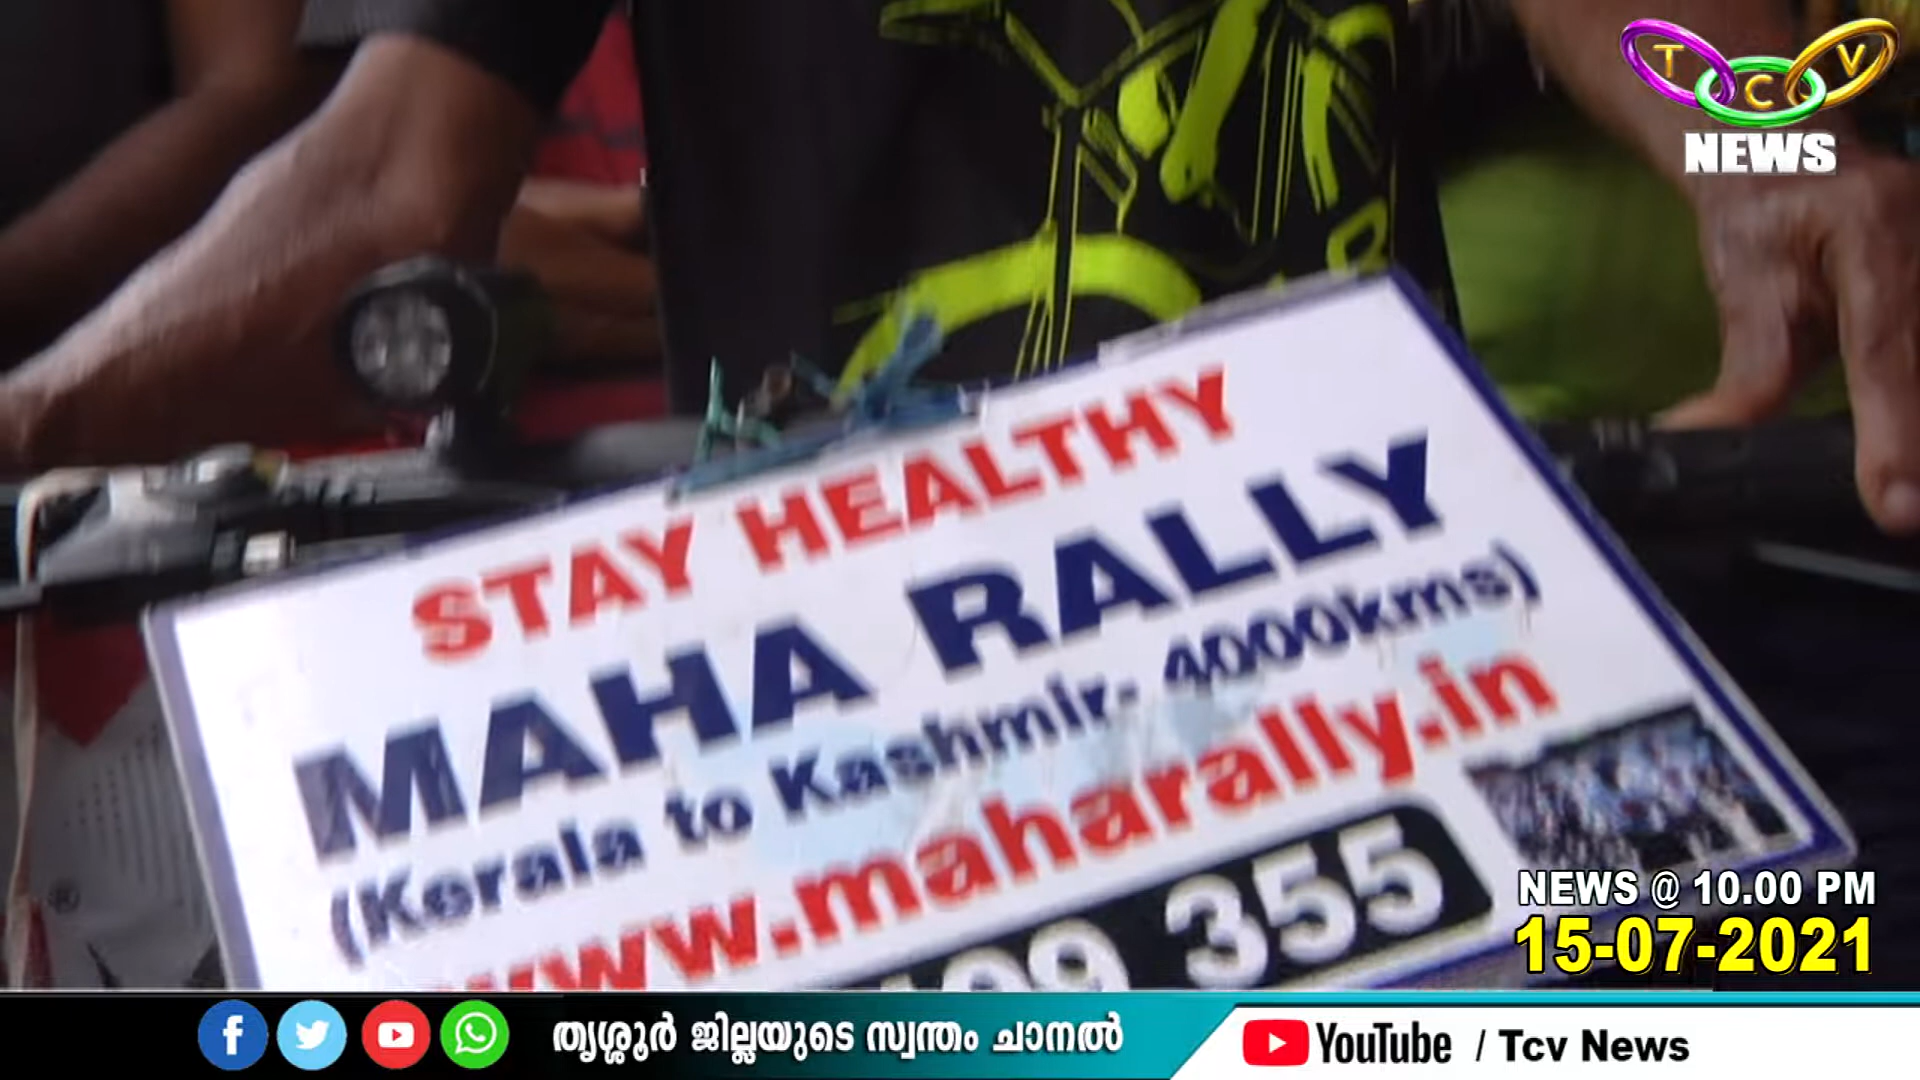 T C V
NEWS
STAY HEALTHY
MAHA RALLY
(Kerala to Kashmir- 4000kms)
www.maharally.in
355
NEWS @ 10.00 PM
15-07-2021
തൃശ്ശൂർ ജില്ലയുടെ സ്വന്തം ചാനൽ
YouTube / Tcv News